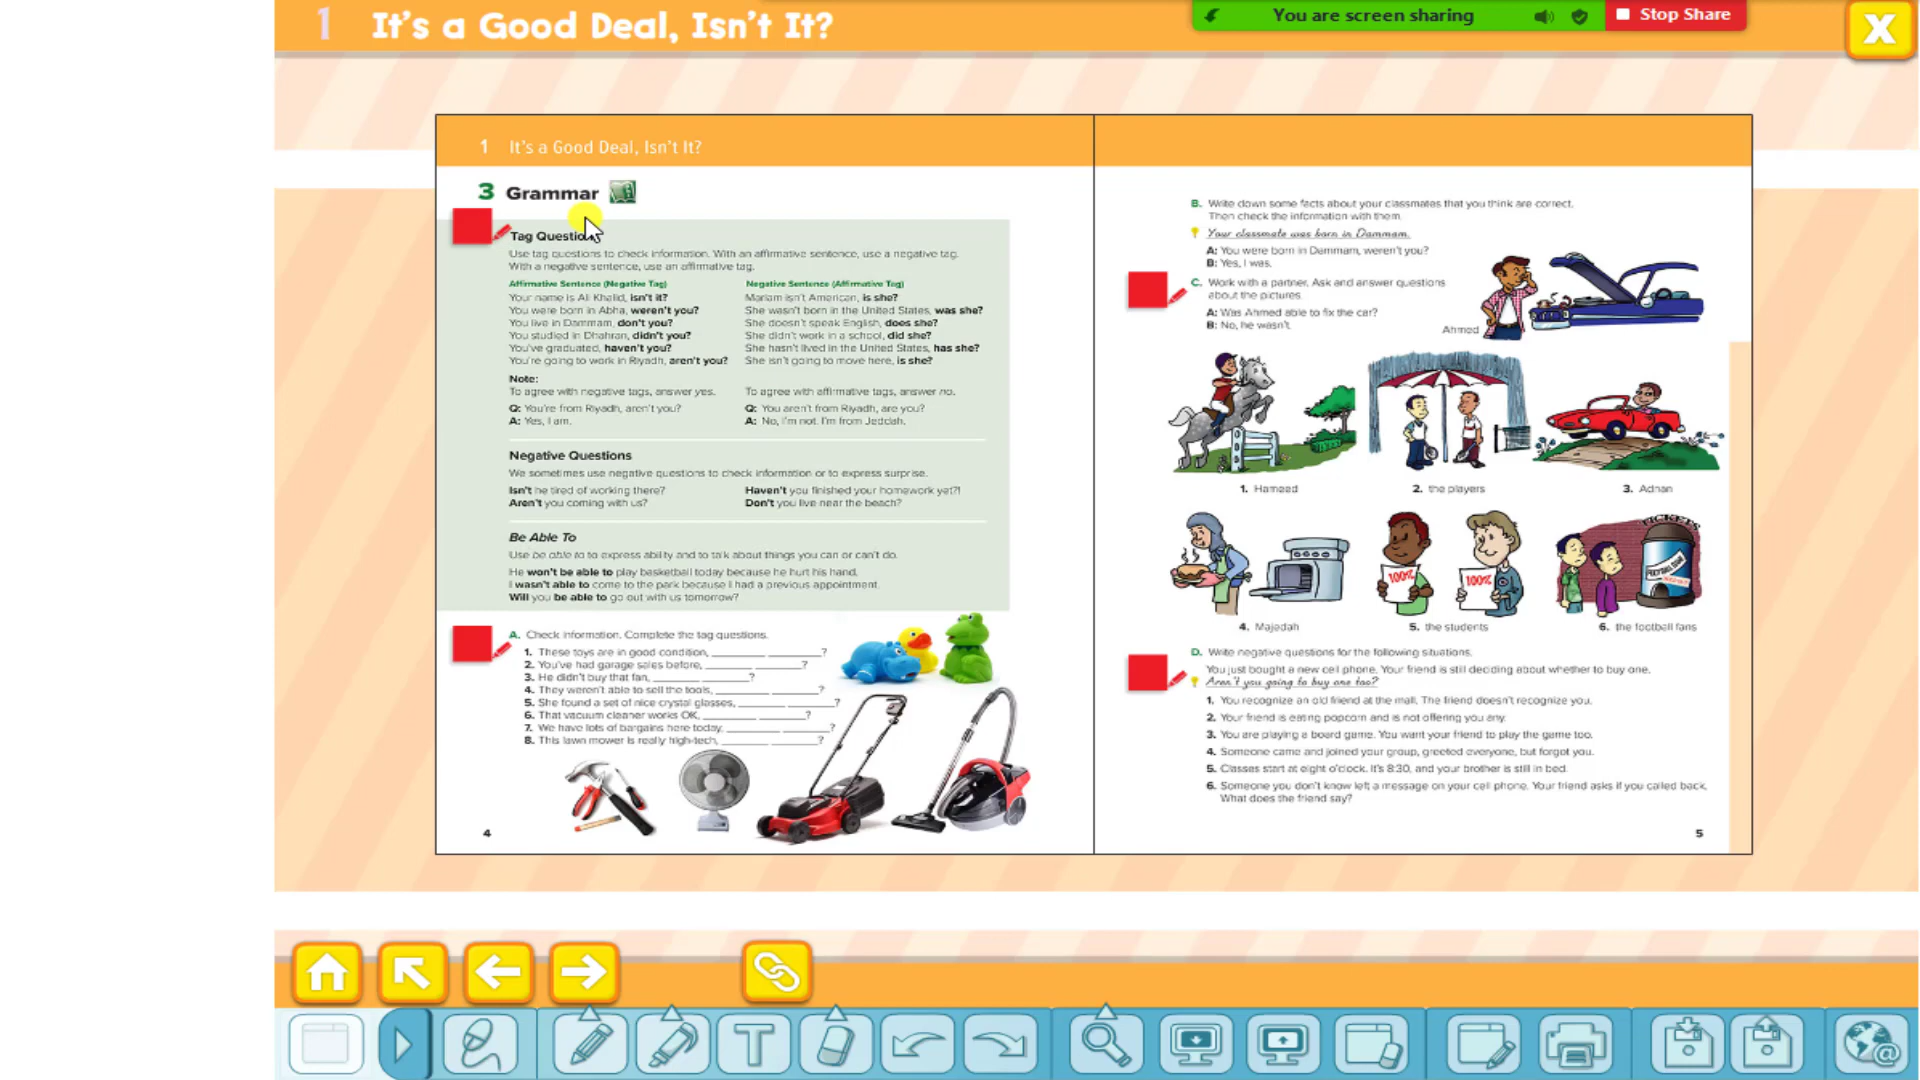 1 It's a Good Deal, Isn't It?
You are screen sharing
Stop Share
X
1 It's a Good Deal, Isn't It?
3 Grammar
Tag Question
Use tag questions to check information. With an affirmative sentence, use a negative tag.
With a negative sentence, use an affirmative tag.
Affirmative Sentence (Negative Tag)
Your name is Ali Khalid, isn't it?
You were born in Abha, weren't you?
You live in Dammam, don't you?
You studied in Dhahran, didn't you?
You've graduated, haven't you?
You're going to work in Riyadh, aren't you?
Negative Sentence (Affirmative Tag)
Mariam isn't American, is she?
She wasn't born in the United States, was she?
She doesn't speak English, does she?
She didn't work in a school, did she?
She hasn't lived in the United States, has she?
She isn't going to move here, is she?
Note:
To agree with negative tags, answer yes.
Q: You're from Riyadh, aren't you?
A: Yes, I am.
To agree with affirmative tags, answer no.
Q: You aren't from Riyadh, are you?
A: No, I'm not. I'm from Jeddah.
Negative Questions
We sometimes use negative questions to check information or to express surprise.
Isn't he tired of working there?
Aren't you coming with us?
Haven't you finished your homework yet?!
Don't you live near the beach?
Be Able To
Use be able to to express ability and to talk about things you can or can't do.
He won't be able to play basketball today because he hurt his hand.
I wasn't able to come to the park because I had a previous appointment.
Will you be able to go out with us tomorrow?
A. Check information. Complete the tag questions.
1. These toys are in good condition, ________ ________?
2. You've had garage sales before, ________ ________?
3. He didn't buy that fan, ________ ________?
4. They weren't able to sell the tools, ________ ________?
5. She found a set of nice crystal glasses, ________ ________?
6. That vacuum cleaner works OK, ________ ________?
7. We have lots of bargains here today, ________ ________?
8. This lawn mower is really high-tech, ________ ________?
4
B. Write down some facts about your classmates that you think are correct.
Then check the information with them.
Your classmate was born in Dammam.
A: You were born in Dammam, weren't you?
B: Yes, I was.
C. Work with a partner. Ask and answer questions
about the pictures.
A: Was Ahmed able to fix the car?
B: No, he wasn't.
Ahmed
1. Hameed
2. the players
3. Adnan
100%
100%
TICKETS
4. Majedah
5. the students
6. the football fans
D. Write negative questions for the following situations.
You just bought a new cell phone. Your friend is still deciding about whether to buy one.
Aren't you going to buy one too?
1. You recognize an old friend at the mall. The friend doesn't recognize you.
2. Your friend is eating popcorn and is not offering you any.
3. You are playing a board game. You want your friend to play the game too.
4. Someone came and joined your group, greeted everyone, but forgot you.
5. Classes start at eight o'clock. It's 8:30, and your brother is still in bed.
6. Someone you don't know left a message on your cell phone. Your friend asks if you called back.
What does the friend say?
5
T
@